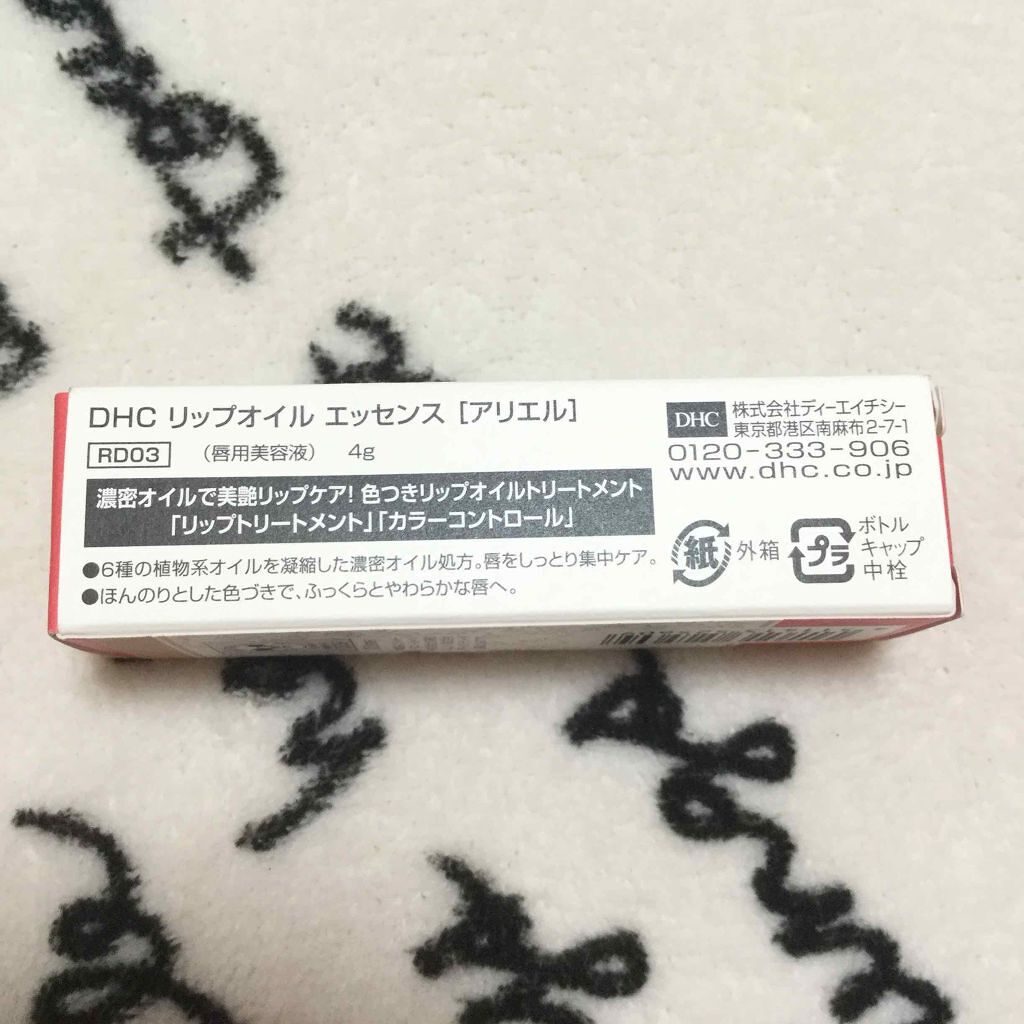 DHC リップオイル エッセンス [アリエル]
RD03 (唇用美容液) 4g
濃密オイルで美艶リップケア! 色つきリップオイルトリートメント
「リップトリートメント」「カラーコントロール」
●6種の植物系オイルを凝縮した濃密オイル処方。唇をしっとり集中ケア。
●ほんのりとした色づきで、ふっくらとやわらかな唇へ。
DHC
株式会社ディーエイチシー
東京都港区南麻布2-7-1
0120-333-906
www.dhc.co.jp
紙 外箱
プラ
ボトル
キャップ
中栓